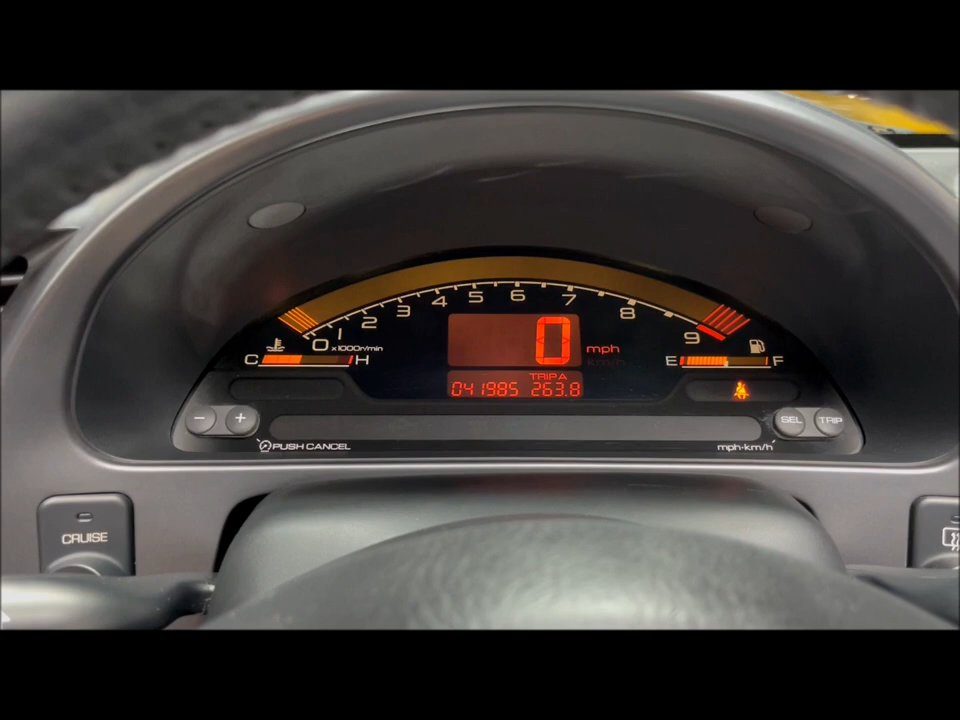 0 1 2 3 4 5 6 7 8 9
x1000r/min
C H
0 mph
km/h
E F
TRIP A
041985 263.8
− +
SEL TRIP
PUSH CANCEL
mph·km/h
CRUISE